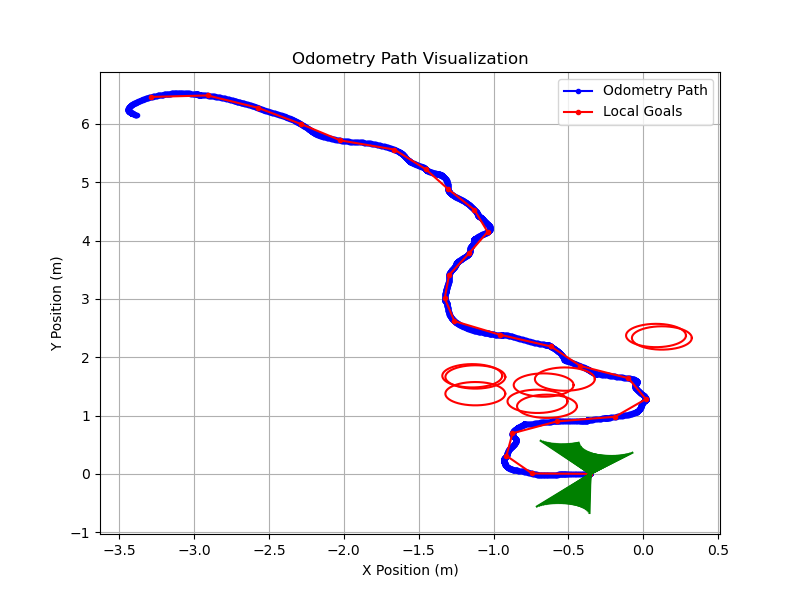 Odometry Path Visualization
Odometry Path
Local Goals
Y Position (m)
6
5
4
3
2
1
0
−1
−3.5 −3.0 −2.5 −2.0 −1.5 −1.0 −0.5 0.0 0.5
X Position (m)